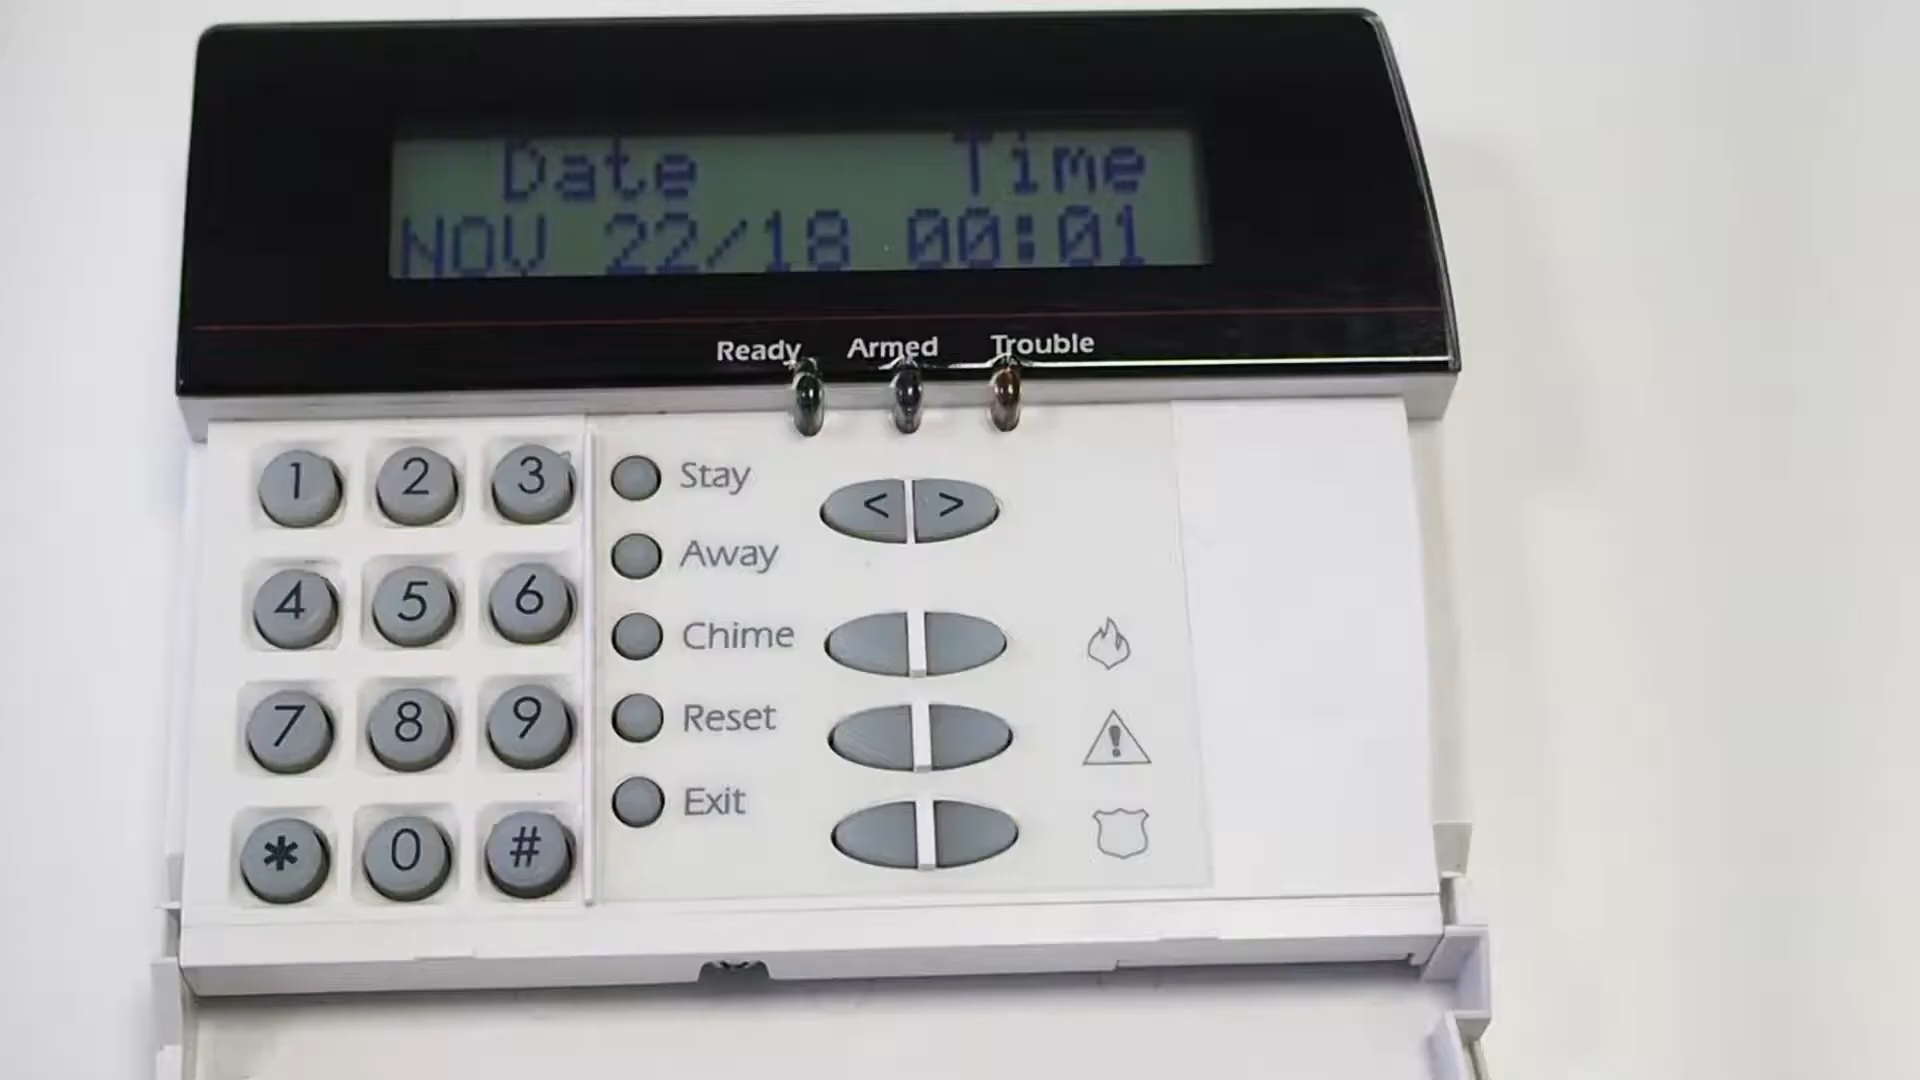 Date Time
NOV 22/18 00:01
Ready Armed Trouble
1 2 3
4 5 6
7 8 9
* 0 #
Stay
Away
Chime
Reset
Exit
< >
!